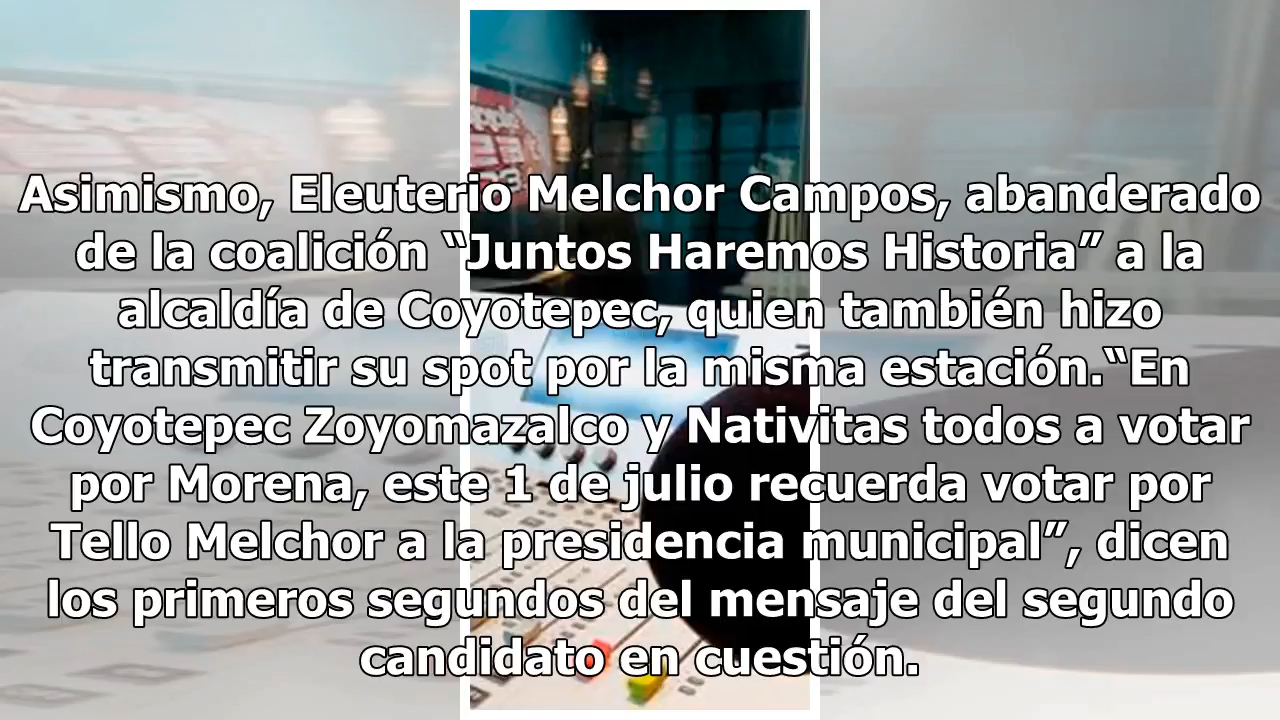 Asimismo, Eleuterio Melchor Campos, abanderado
de la coalición “Juntos Haremos Historia” a la
alcaldía de Coyotepec, quien también hizo
transmitir su spot por la misma estación.“En
Coyotepec Zoyomazalco y Nativitas todos a votar
por Morena, este 1 de julio recuerda votar por
Tello Melchor a la presidencia municipal”, dicen
los primeros segundos del mensaje del segundo
candidato en cuestión.